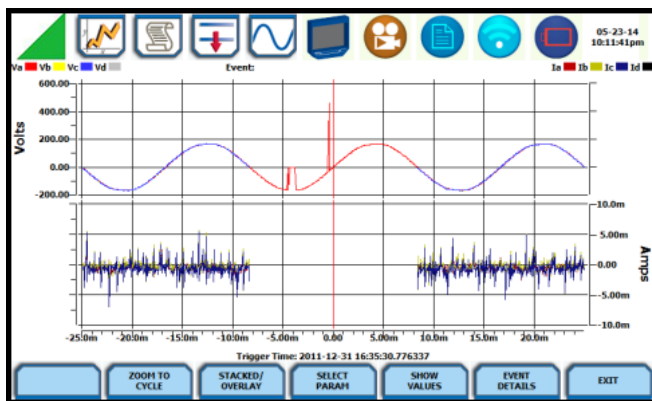 05-23-14
10:11:41pm
Va Vb Vc Vd Event: Ia Ib Ic Id
600.00
400.00
200.00
0.00
-200.00
Volts
10.0m
5.00m
0.00
-5.00m
-10.0m
Amps
-25.0m -20.0m -15.0m -10.0m -5.00m 0.00 5.00m 10.0m 15.0m 20.0m
Trigger Time: 2011-12-31 16:35:30.776337
ZOOM TO CYCLE
STACKED/ OVERLAY
SELECT PARAM
SHOW VALUES
EVENT DETAILS
EXIT